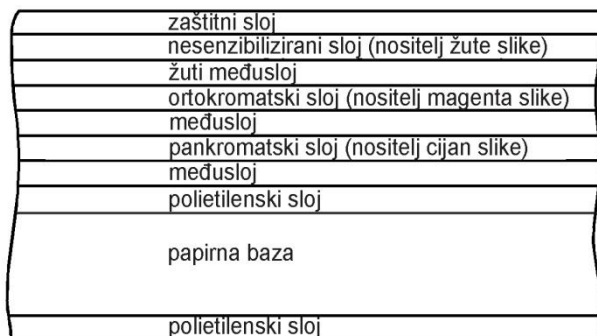 zaštitni sloj
nesenzibilizirani sloj (nositelj žute slike)
žuti međusloj
ortokromatski sloj (nositelj magenta slike)
međusloj
pankromatski sloj (nositelj cijan slike)
međusloj
polietilenski sloj
papirna baza
polietilenski sloj